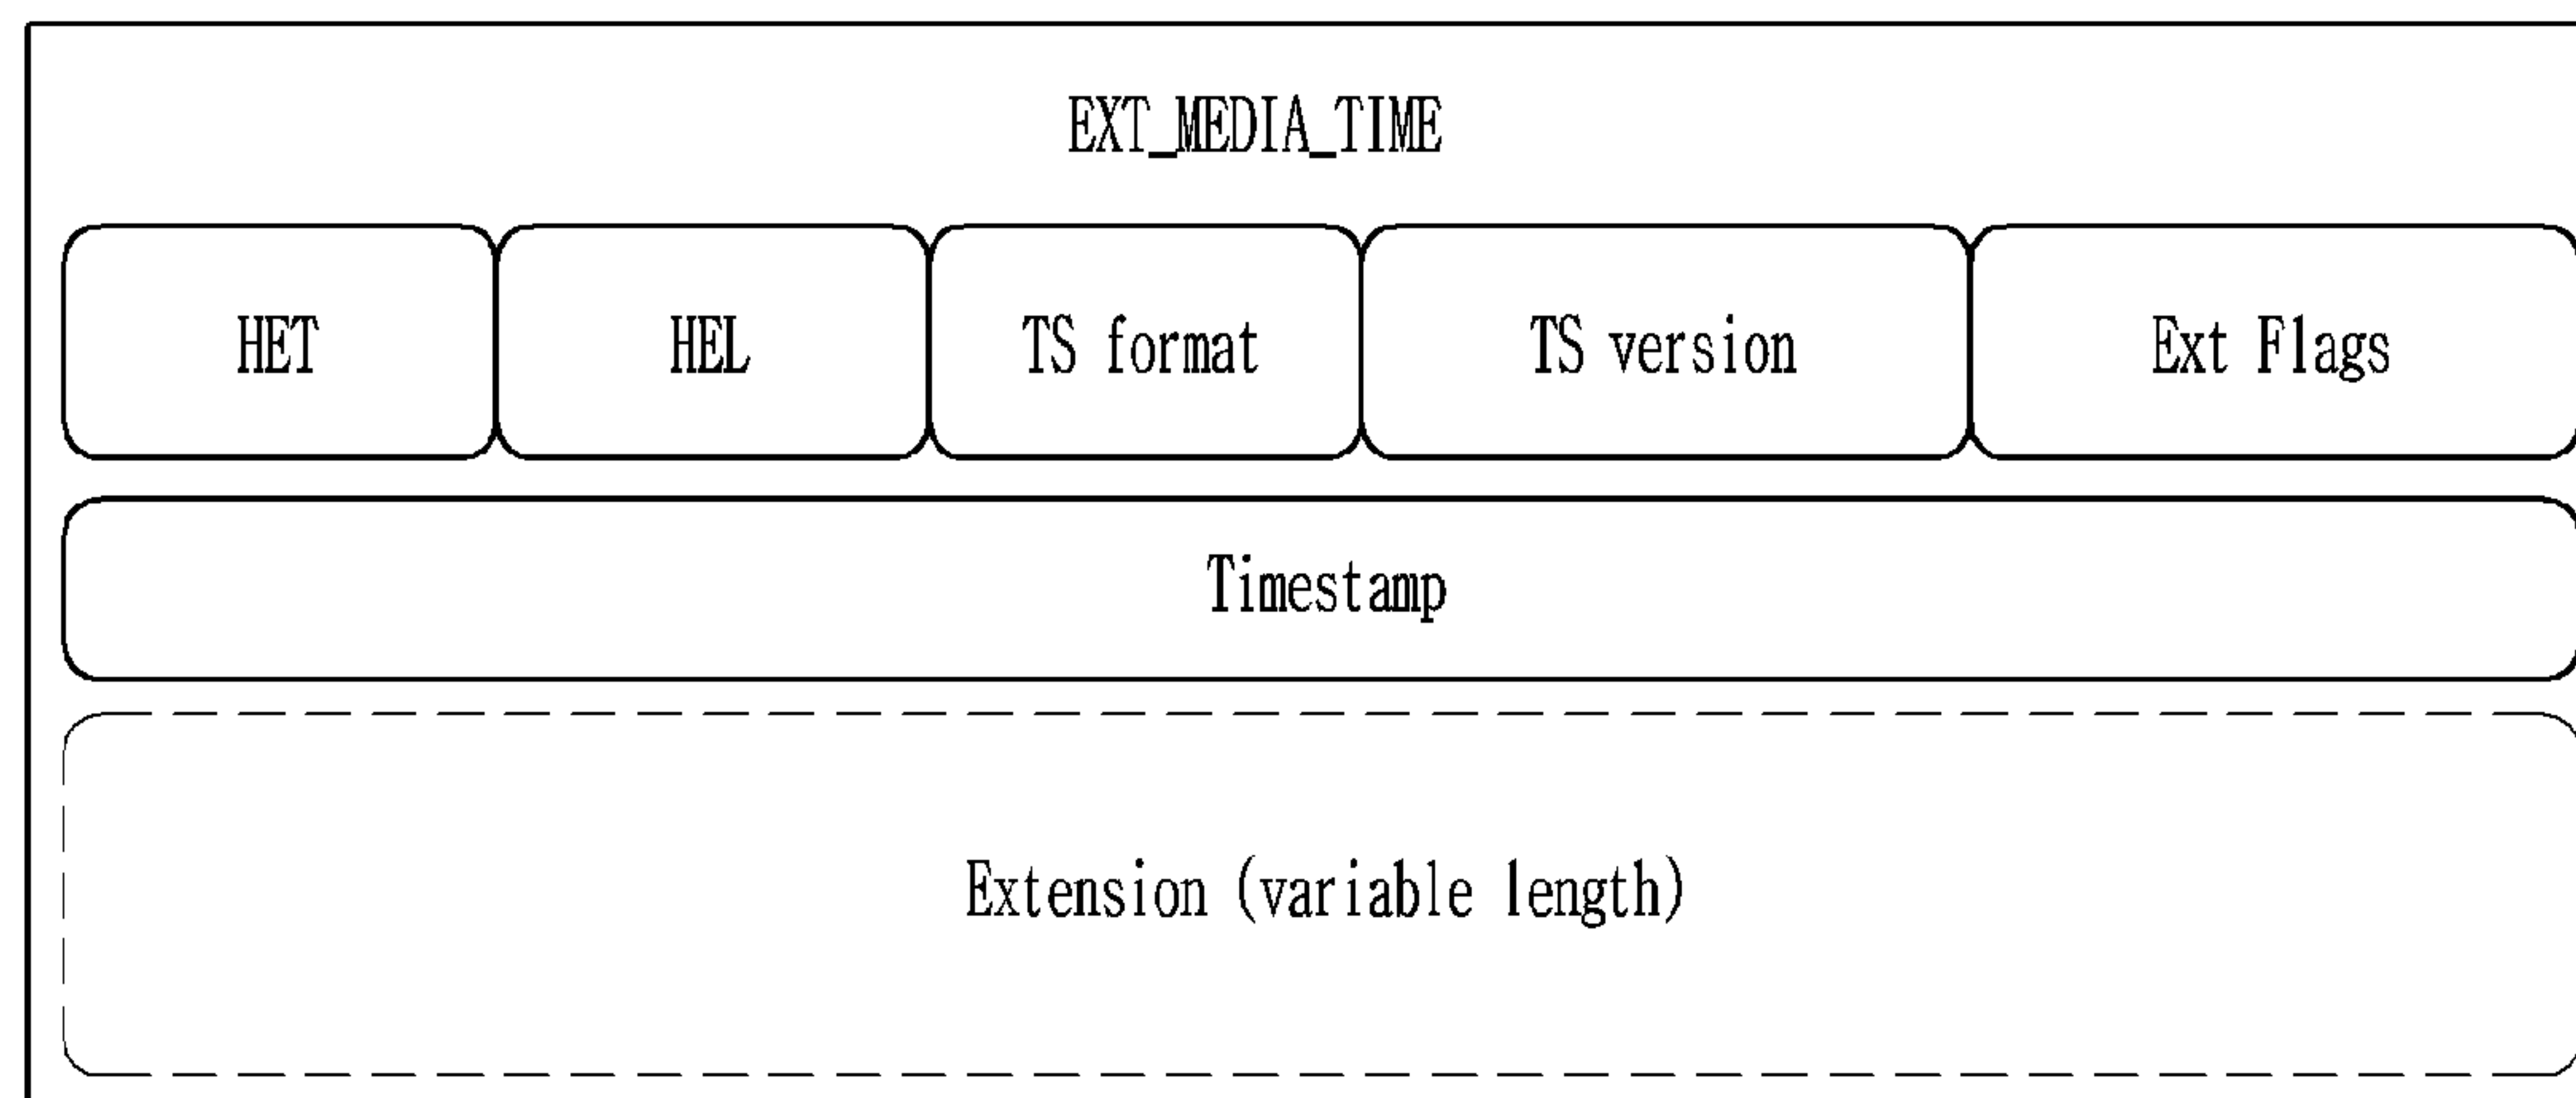 EXT_MEDIA_TIME
HET HEL TS format TS version Ext Flags
Timestamp
Extension (variable length)